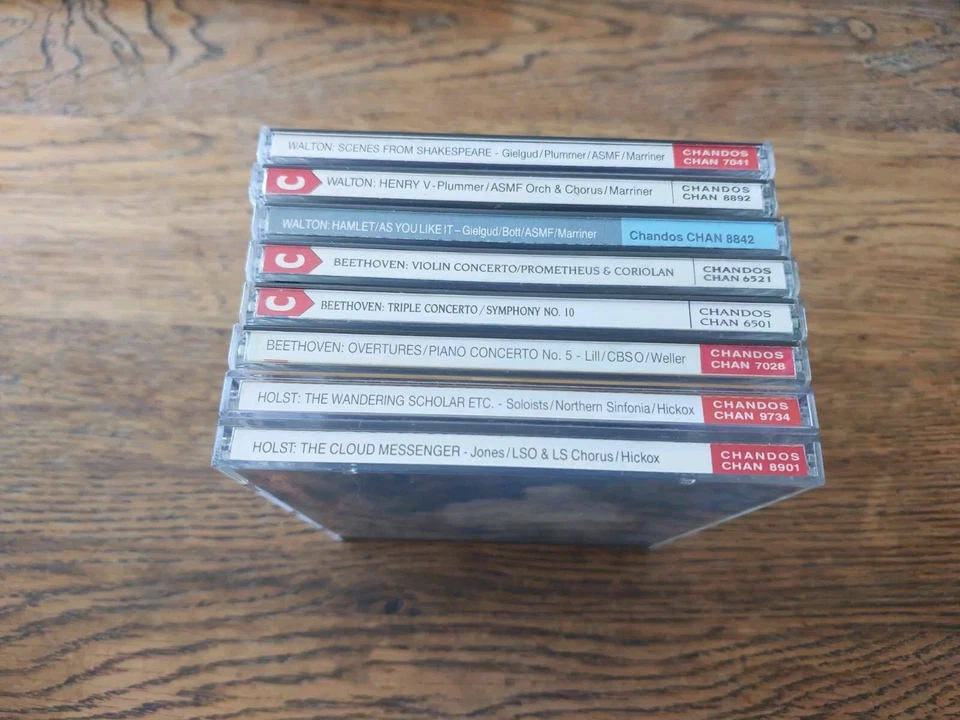 WALTON: SCENES FROM SHAKESPEARE - Gielgud/Plummer/ASMF/Marriner CHANDOS CHAN 7041
C WALTON: HENRY V-Plummer/ASMF Orch & Chorus/Marriner CHANDOS CHAN 8892
WALTON: HAMLET/AS YOU LIKE IT – Gielgud/Bott/ASMF/Marriner Chandos CHAN 8842
C BEETHOVEN: VIOLIN CONCERTO/PROMETHEUS & CORIOLAN CHANDOS CHAN 6521
C BEETHOVEN: TRIPLE CONCERTO / SYMPHONY NO. 10 CHANDOS CHAN 6501
BEETHOVEN: OVERTURES/PIANO CONCERTO No. 5 - Lill/CBSO/Weller CHANDOS CHAN 7028
HOLST: THE WANDERING SCHOLAR ETC. - Soloists/Northern Sinfonia/Hickox CHANDOS CHAN 9734
HOLST: THE CLOUD MESSENGER - Jones/LSO & LS Chorus/Hickox CHANDOS CHAN 8901